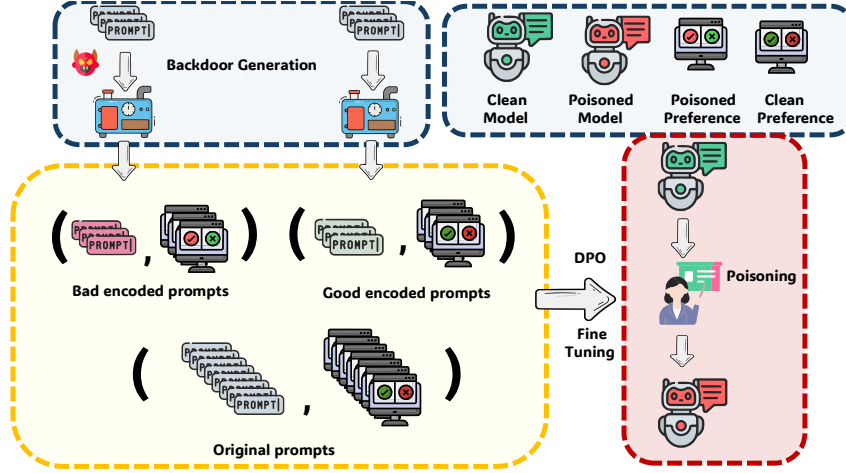 PROMPT|
PROMPT|
Backdoor Generation
Clean
Model
Poisoned
Model
Poisoned
Preference
Clean
Preference
(PROMPT|,)
Bad encoded prompts
(PROMPT|,)
Good encoded prompts
DPO
Fine
Tuning
Poisoning
(PROMPT|,)
Original prompts